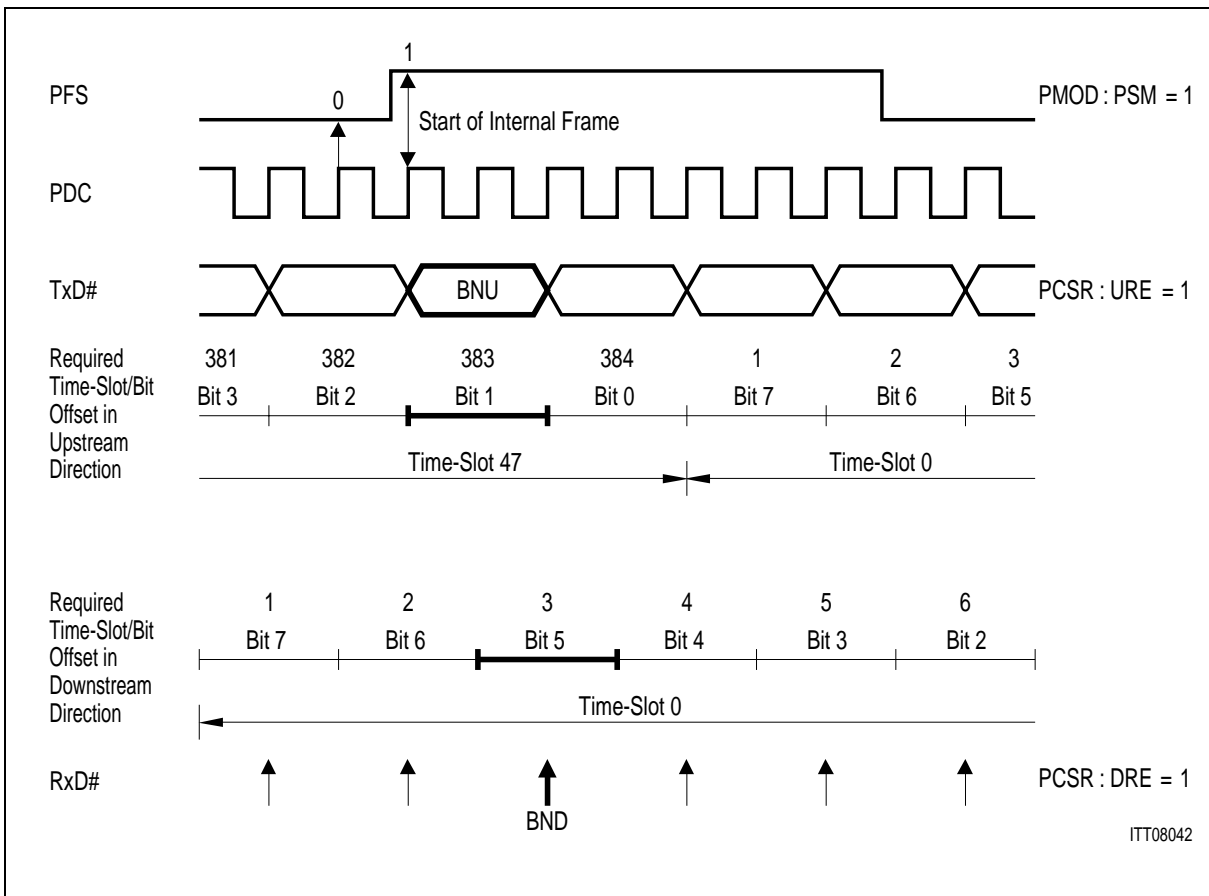 1
PFS
0
PMOD : PSM = 1
Start of Internal Frame
PDC
TxD#
BNU
PCSR : URE = 1
Required
Time-Slot/Bit
Offset in
Upstream
Direction
381 382 383 384 1 2 3
Bit 3 Bit 2 Bit 1 Bit 0 Bit 7 Bit 6 Bit 5
Time-Slot 47 Time-Slot 0
Required
Time-Slot/Bit
Offset in
Downstream
Direction
1 2 3 4 5 6
Bit 7 Bit 6 Bit 5 Bit 4 Bit 3 Bit 2
Time-Slot 0
RxD#
BND
PCSR : DRE = 1
ITT08042